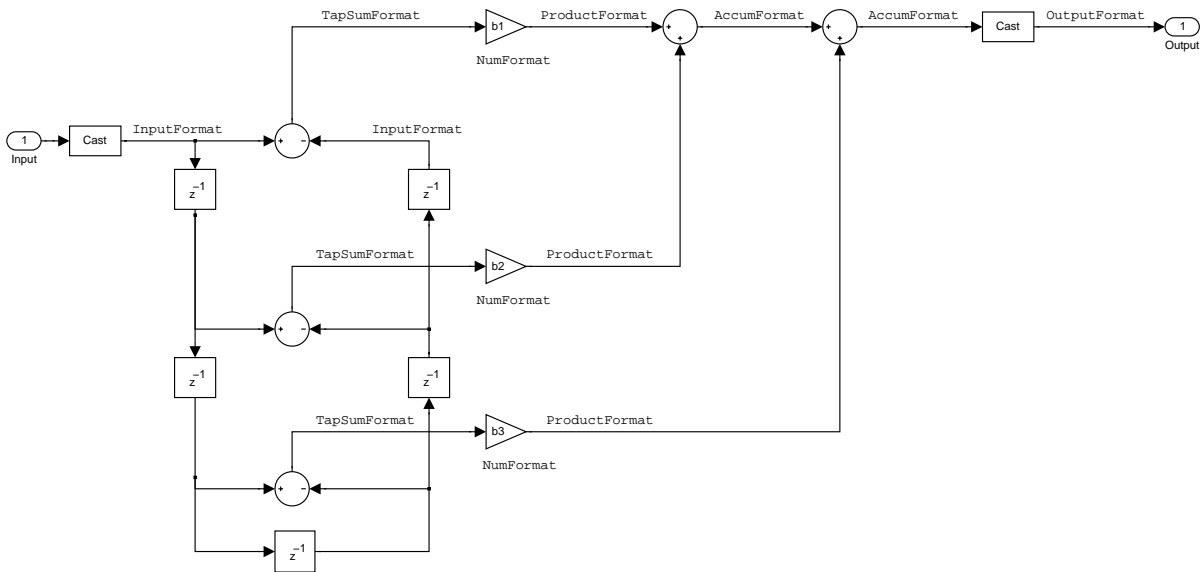 TapSumFormat
b1
ProductFormat
+
+
AccumFormat
+
+
AccumFormat
Cast
OutputFormat
1
Output
NumFormat
1
Input
Cast
InputFormat
+
−
InputFormat
z−1
z−1
TapSumFormat
b2
ProductFormat
NumFormat
+
−
z−1
z−1
TapSumFormat
b3
ProductFormat
NumFormat
+
−
z−1